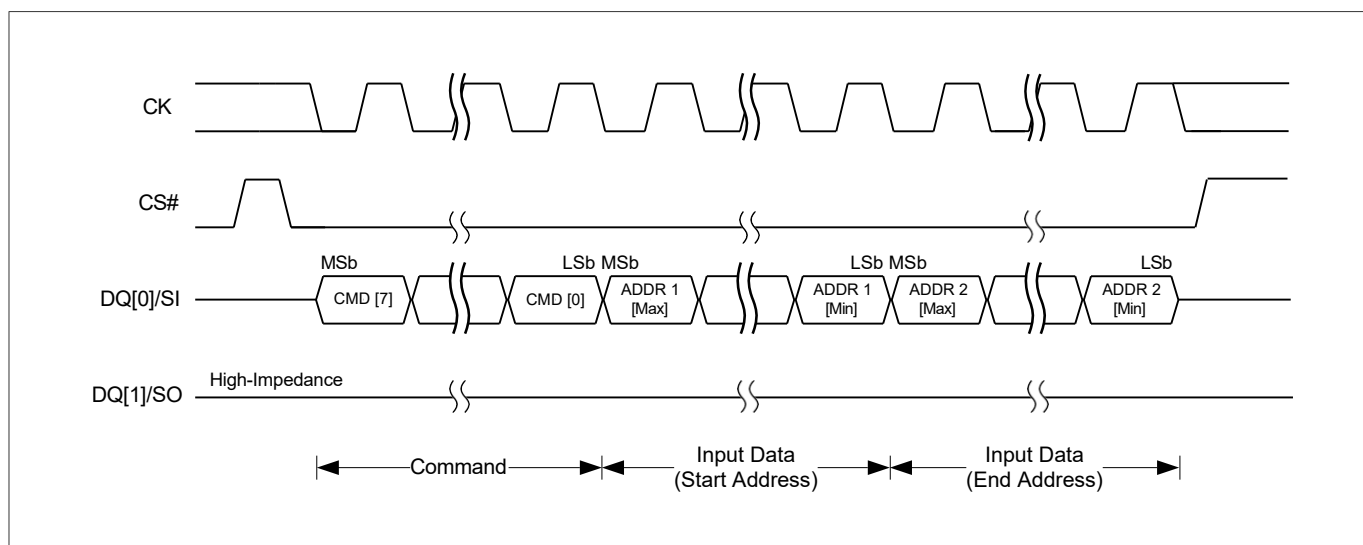 CK
CS#
MSb
LSb MSb
LSb MSb
LSb
DQ[0]/SI
CMD [7]
CMD [0]
ADDR 1
[Max]
ADDR 1
[Min]
ADDR 2
[Max]
ADDR 2
[Min]
High-Impedance
DQ[1]/SO
Command
Input Data
(Start Address)
Input Data
(End Address)